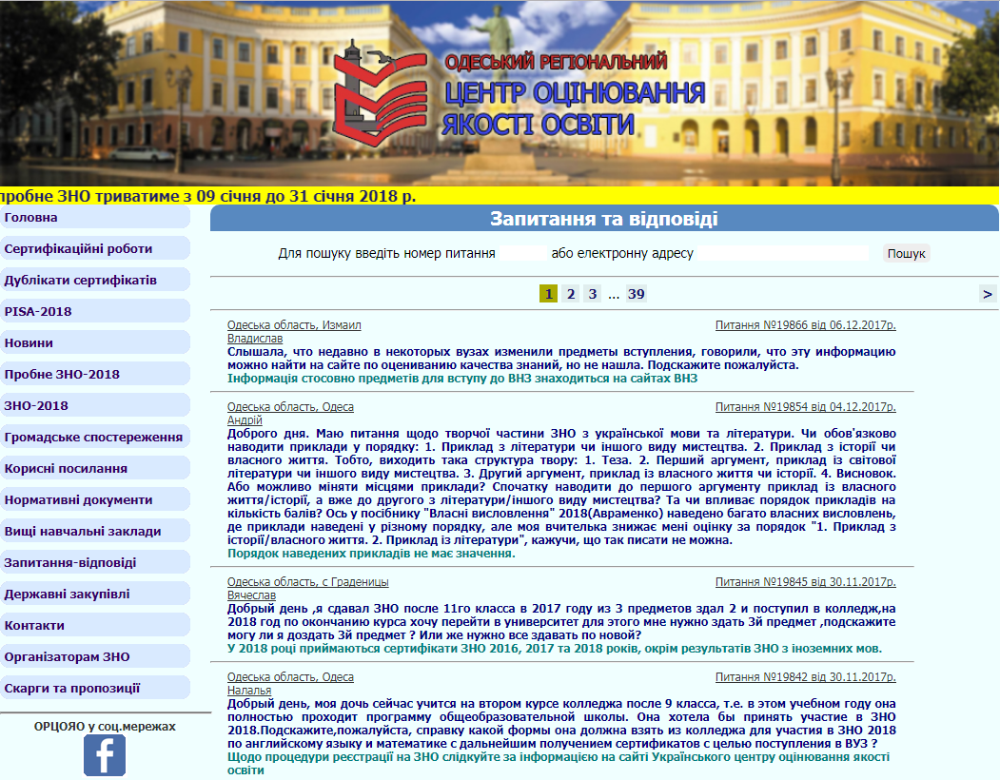 ОДЕСЬКИЙ РЕГІОНАЛЬНИЙ
ЦЕНТР ОЦІНЮВАННЯ
ЯКОСТІ ОСВІТИ
пробне ЗНО триватиме з 09 січня до 31 січня 2018 р.
Головна
Сертифікаційні роботи
Дублікати сертифікатів
PISA-2018
Новини
Пробне ЗНО-2018
ЗНО-2018
Громадське спостереження
Корисні посилання
Нормативні документи
Вищі навчальні заклади
Запитання-відповіді
Державні закупівлі
Контакти
Організаторам ЗНО
Скарги та пропозиції
ОРЦОЯО у соц.мережах
f
Запитання та відповіді
Для пошуку введіть номер питання або електронну адресу Пошук
1 2 3 ... 39 >
Одеська область, Измаил Питання №19866 від 06.12.2017р.
Владислав
Слышала, что недавно в некоторых вузах изменили предметы вступления, говорили, что эту информацию
можно найти на сайте по оцениванию качества знаний, но не нашла. Подскажите пожалуйста.
Інформація стосовно предметів для вступу до ВНЗ знаходиться на сайтах ВНЗ
Одеська область, Одеса Питання №19854 від 04.12.2017р.
Андрій
Доброго дня. Маю питання щодо творчої частини ЗНО з української мови та літератури. Чи обов'язково
наводити приклади у порядку: 1. Приклад з літератури чи іншого виду мистецтва. 2. Приклад з історії чи
власного життя. Тобто, виходить така структура твору: 1. Теза. 2. Перший аргумент, приклад із світової
літератури чи іншого виду мистецтва. 3. Другий аргумент, приклад із власного життя чи історії. 4. Висновок.
Або можливо міняти місцями приклади? Спочатку наводити до першого аргументу приклад із власного
життя/історії, а вже до другого з літератури/іншого виду мистецтва? Та чи впливає порядок прикладів на
кількість балів? Ось у посібнику "Власні висловлення" 2018(Авраменко) наведено багато власних висловлень,
де приклади наведені у різному порядку, але моя вчителька знижає мені оцінку за порядок "1. Приклад з
історії/власного життя. 2. Приклад із літератури", кажучи, що так писати не можна.
Порядок наведених прикладів не має значення.
Одеська область, с Граденицы Питання №19845 від 30.11.2017р.
Вячеслав
Добрый день ,я сдавал ЗНО после 11го класса в 2017 году из 3 предметов здал 2 и поступил в колледж,на
2018 год по окончанию курса хочу перейти в университет для этого мне нужно здать 3й предмет ,подскажите
могу ли я доздать 3й предмет ? Или же нужно все здавать по новой?
У 2018 році приймаються сертифікати ЗНО 2016, 2017 та 2018 років, окрім результатів ЗНО з іноземних мов.
Одеська область, Одеса Питання №19842 від 30.11.2017р.
Налалья
Добрый день, моя дочь сейчас учится на втором курсе колледжа после 9 класса, т.е. в этом учебном году она
полностью проходит программу общеобразовательной школы. Она хотела бы принять участие в ЗНО
2018.Подскажите,пожалуйста, справку какой формы она должна взять из колледжа для участия в ЗНО 2018
по английскому языку и математике с дальнейшим получением сертификатов с целью поступления в ВУЗ ?
Щодо процедури реєстрації на ЗНО слідкуйте за інформацією на сайті Українського центру оцінювання якості
освіти